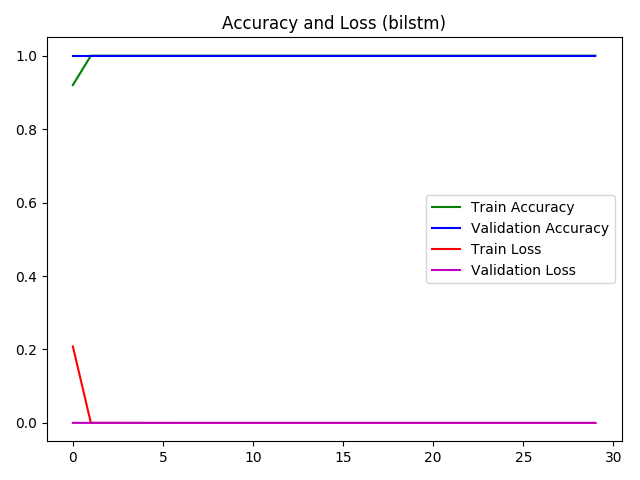 Accuracy and Loss (bilstm)
1.0
0.8
0.6
0.4
0.2
0.0
Train Accuracy
Validation Accuracy
Train Loss
Validation Loss
0 5 10 15 20 25 30